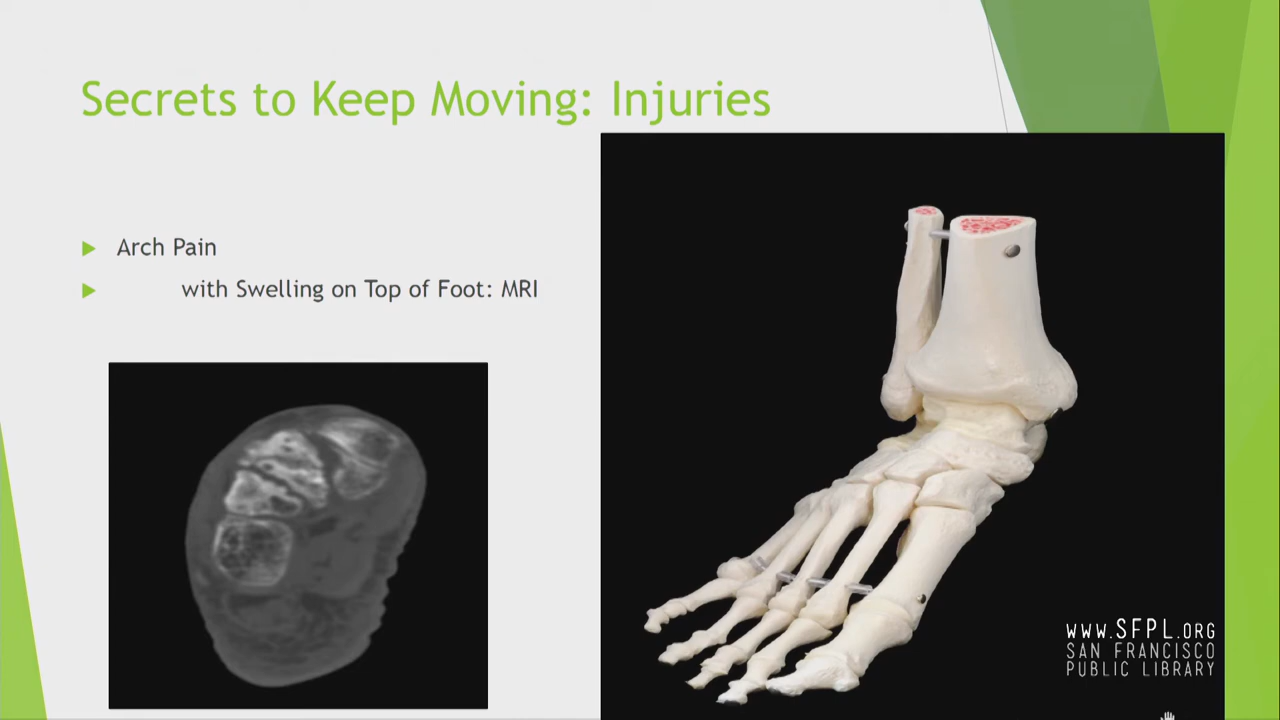 Secrets to Keep Moving: Injuries
Arch Pain
with Swelling on Top of Foot: MRI
www.SFPL.ORG
SAN FRANCISCO
PUBLIC LIBRARY